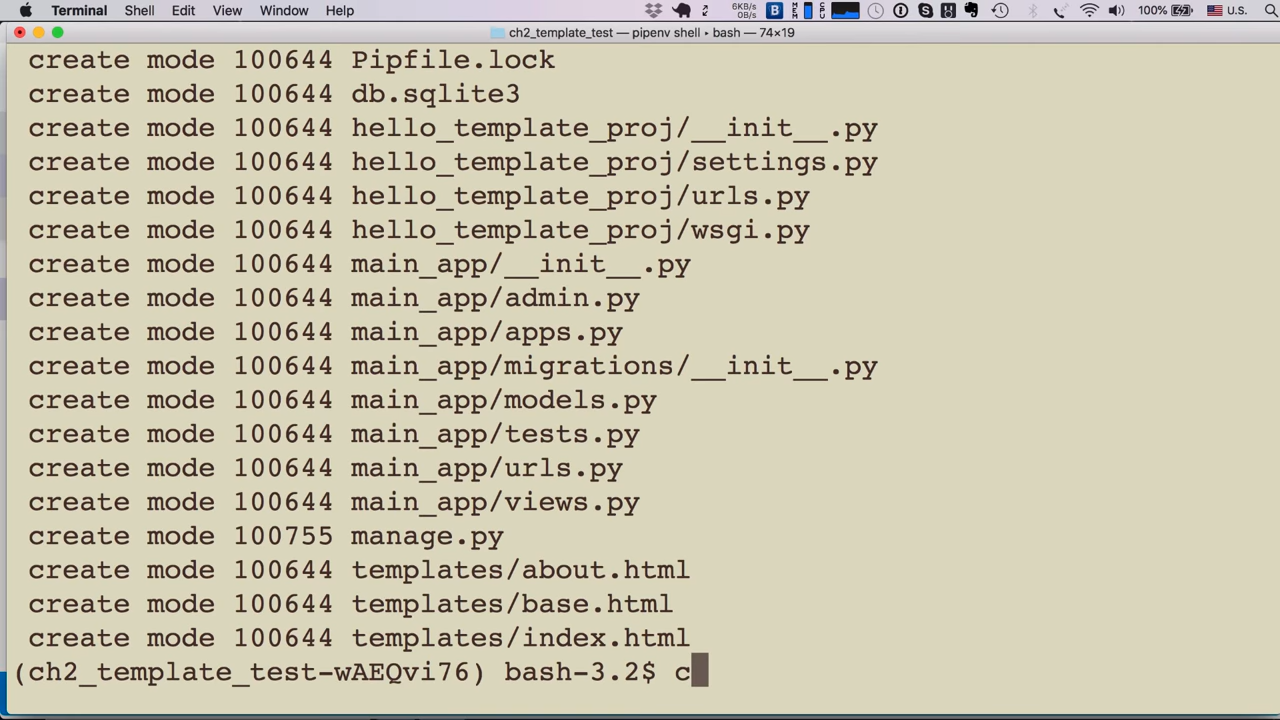 Terminal Shell Edit View Window Help 6KB/s 0B/s 100% U.S.
ch2_template_test — pipenv shell ▸ bash — 74×19
create mode 100644 Pipfile.lock
create mode 100644 db.sqlite3
create mode 100644 hello_template_proj/__init__.py
create mode 100644 hello_template_proj/settings.py
create mode 100644 hello_template_proj/urls.py
create mode 100644 hello_template_proj/wsgi.py
create mode 100644 main_app/__init__.py
create mode 100644 main_app/admin.py
create mode 100644 main_app/apps.py
create mode 100644 main_app/migrations/__init__.py
create mode 100644 main_app/models.py
create mode 100644 main_app/tests.py
create mode 100644 main_app/urls.py
create mode 100644 main_app/views.py
create mode 100755 manage.py
create mode 100644 templates/about.html
create mode 100644 templates/base.html
create mode 100644 templates/index.html
(ch2_template_test-wAEQvi76) bash-3.2$ c